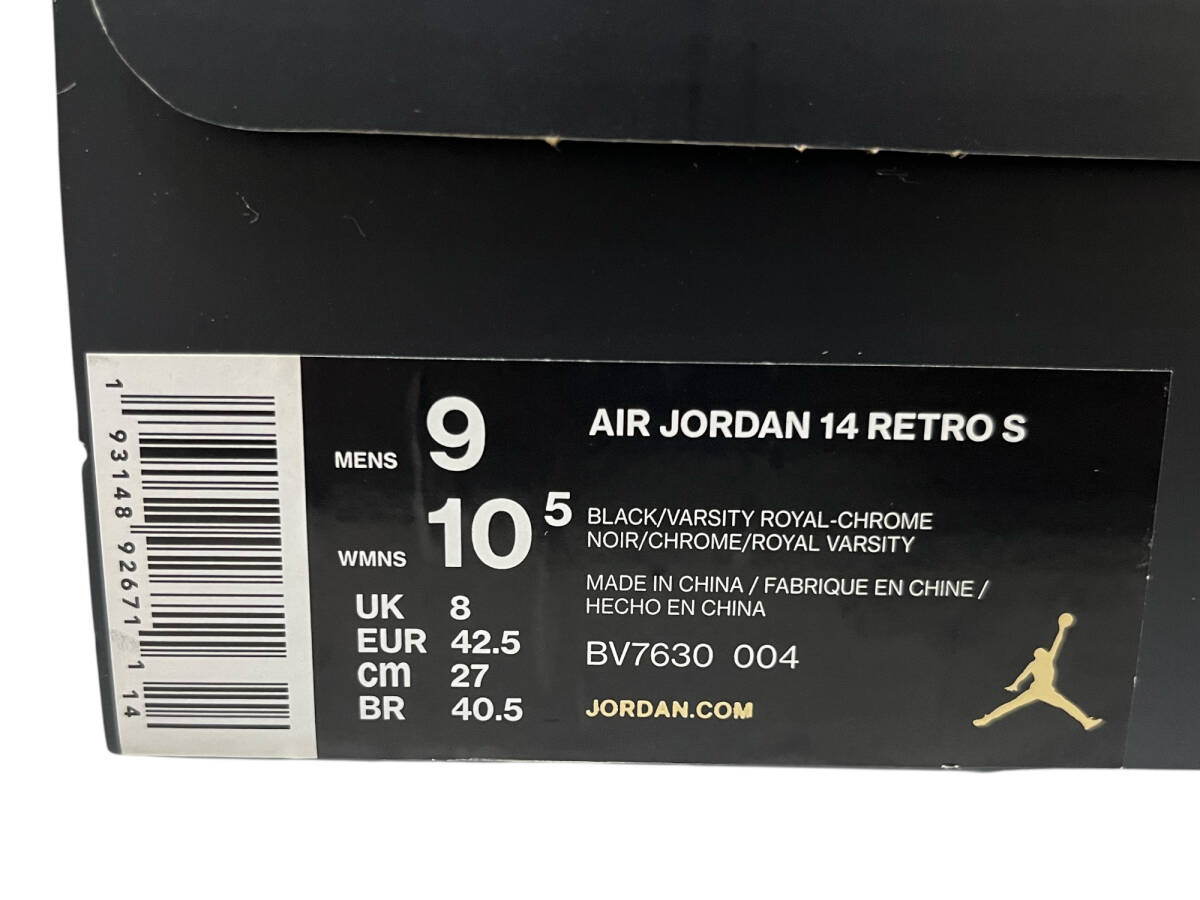 1 93148 92671 1 14
MENS 9
WMNS 10 5
UK 8
EUR 42.5
cm 27
BR 40.5
AIR JORDAN 14 RETRO S
BLACK/VARSITY ROYAL-CHROME
NOIR/CHROME/ROYAL VARSITY
MADE IN CHINA / FABRIQUE EN CHINE /
HECHO EN CHINA
BV7630 004
JORDAN.COM